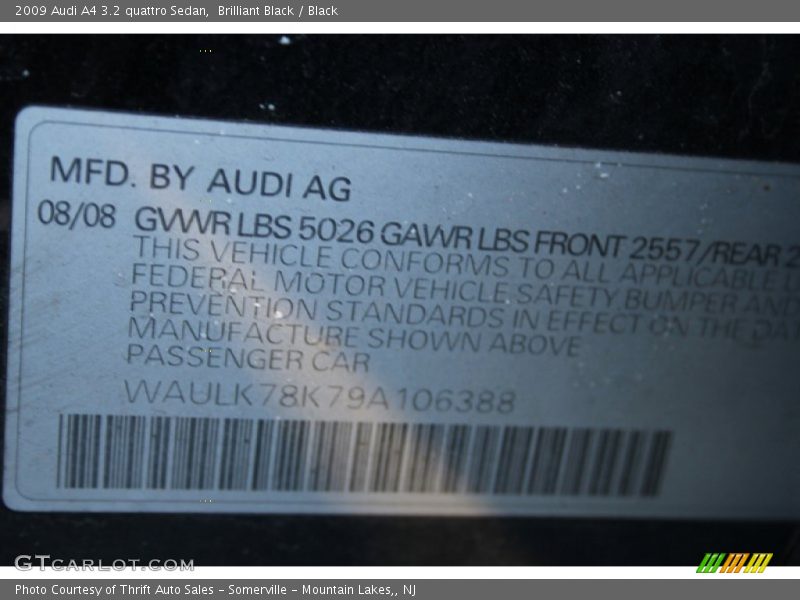 2009 Audi A4 3.2 quattro Sedan, Brilliant Black / Black
MFD. BY AUDI AG
08/08 GVWR LBS 5026 GAWR LBS FRONT 2557/REAR 2
THIS VEHICLE CONFORMS TO ALL APPLICABLE
FEDERAL MOTOR VEHICLE SAFETY BUMPER AND
PREVENTION STANDARDS IN EFFECT ON THE DAT
MANUFACTURE SHOWN ABOVE
PASSENGER CAR
WAULK78K79A106388
GTCARLOT.COM
Photo Courtesy of Thrift Auto Sales - Somerville - Mountain Lakes,, NJ